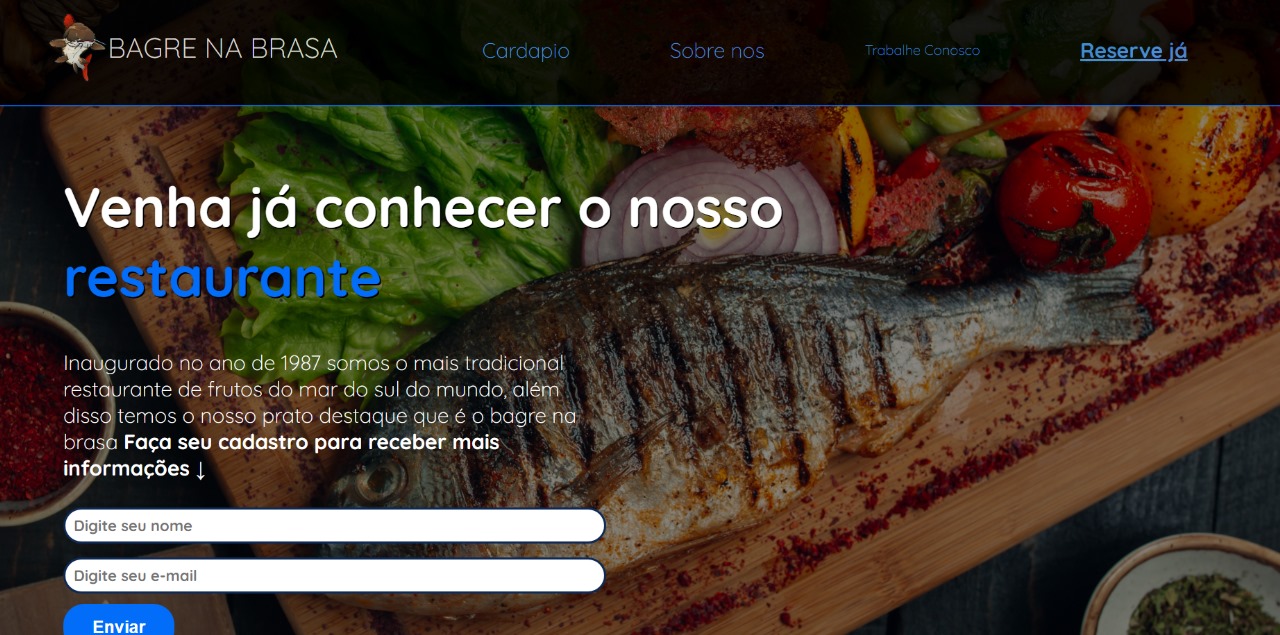 BAGRE NA BRASA
Cardapio
Sobre nos
Trabalhe Conosco
Reserve já
Venha já conhecer o nosso
restaurante
Inaugurado no ano de 1987 somos o mais tradicional
restaurante de frutos do mar do sul do mundo, além
disso temos o nosso prato destaque que é o bagre na
brasa Faça seu cadastro para receber mais
informações ↓
Digite seu nome
Digite seu e-mail
Enviar